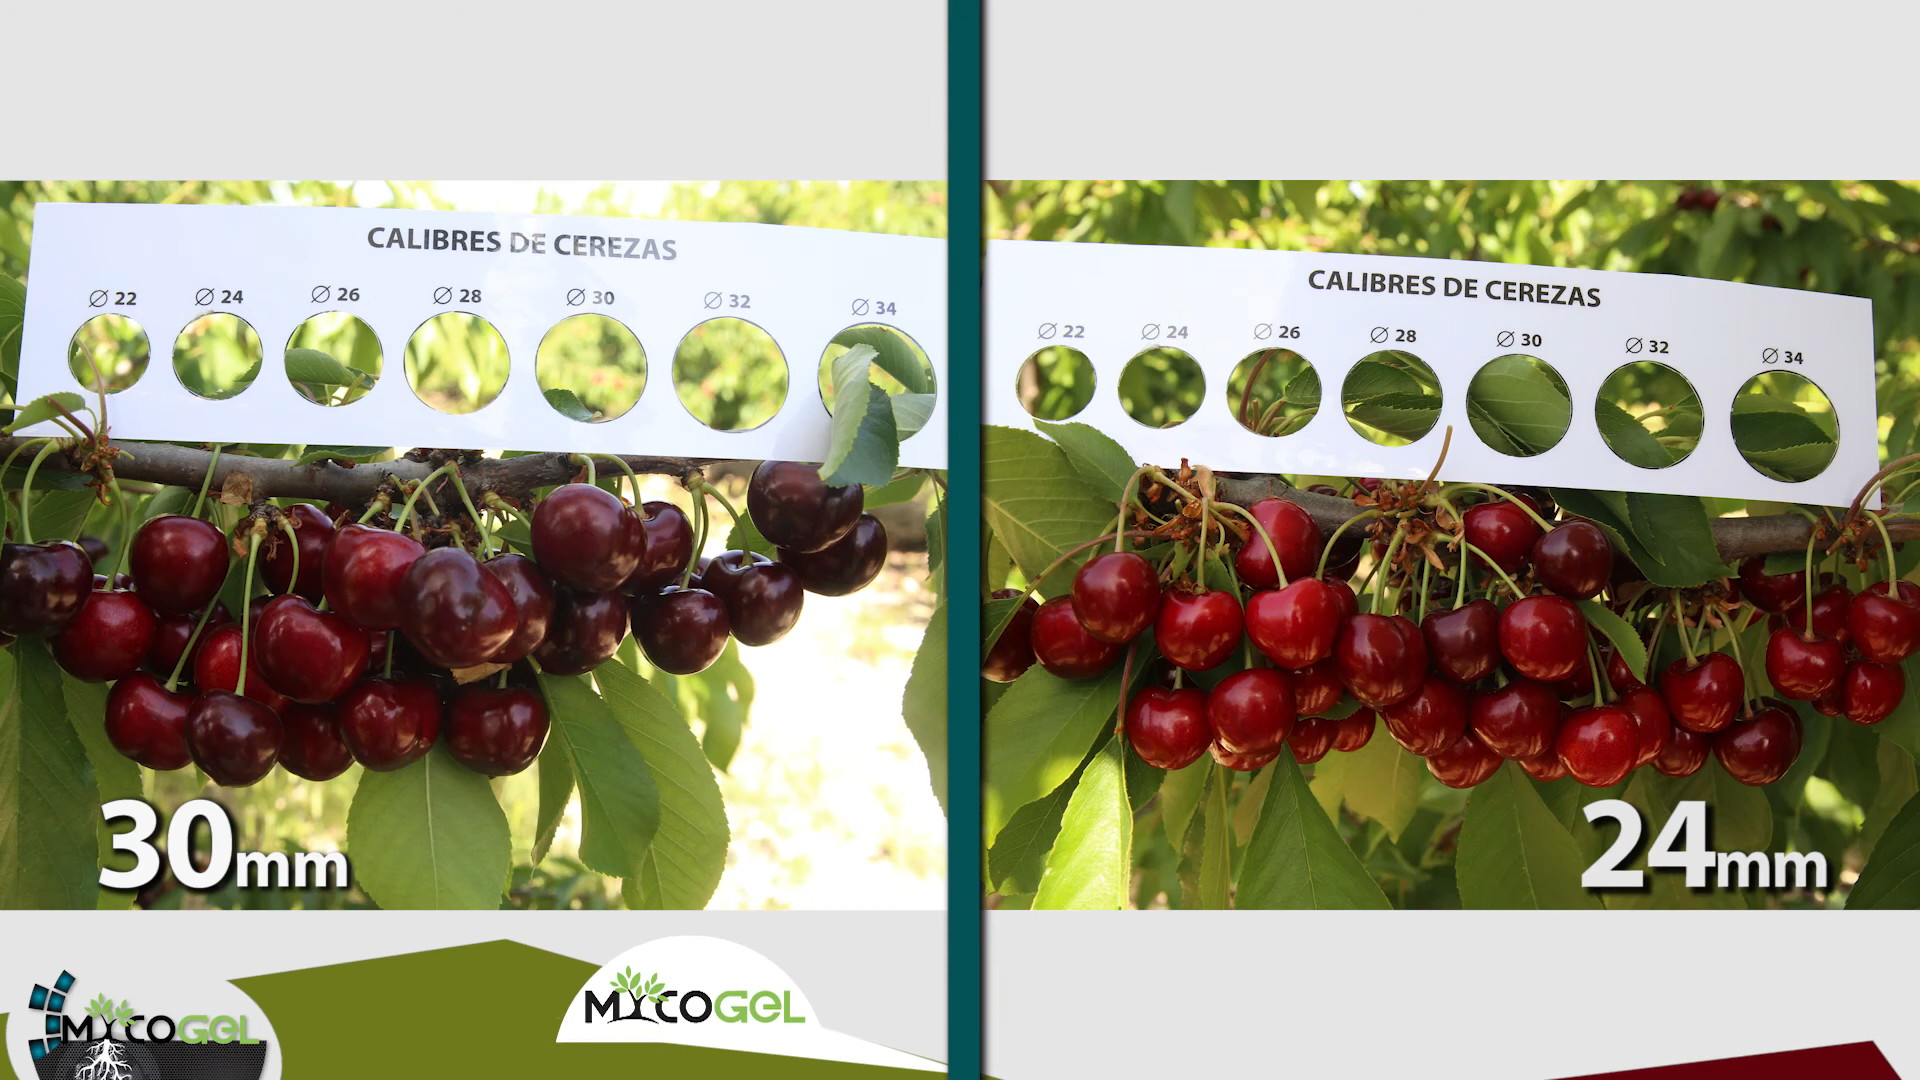 CALIBRES DE CEREZAS
∅ 22 ∅ 24 ∅ 26 ∅ 28 ∅ 30 ∅ 32 ∅ 34
30mm
CALIBRES DE CEREZAS
∅ 22 ∅ 24 ∅ 26 ∅ 28 ∅ 30 ∅ 32 ∅ 34
24mm
MYCOGEL
MYCOGEL